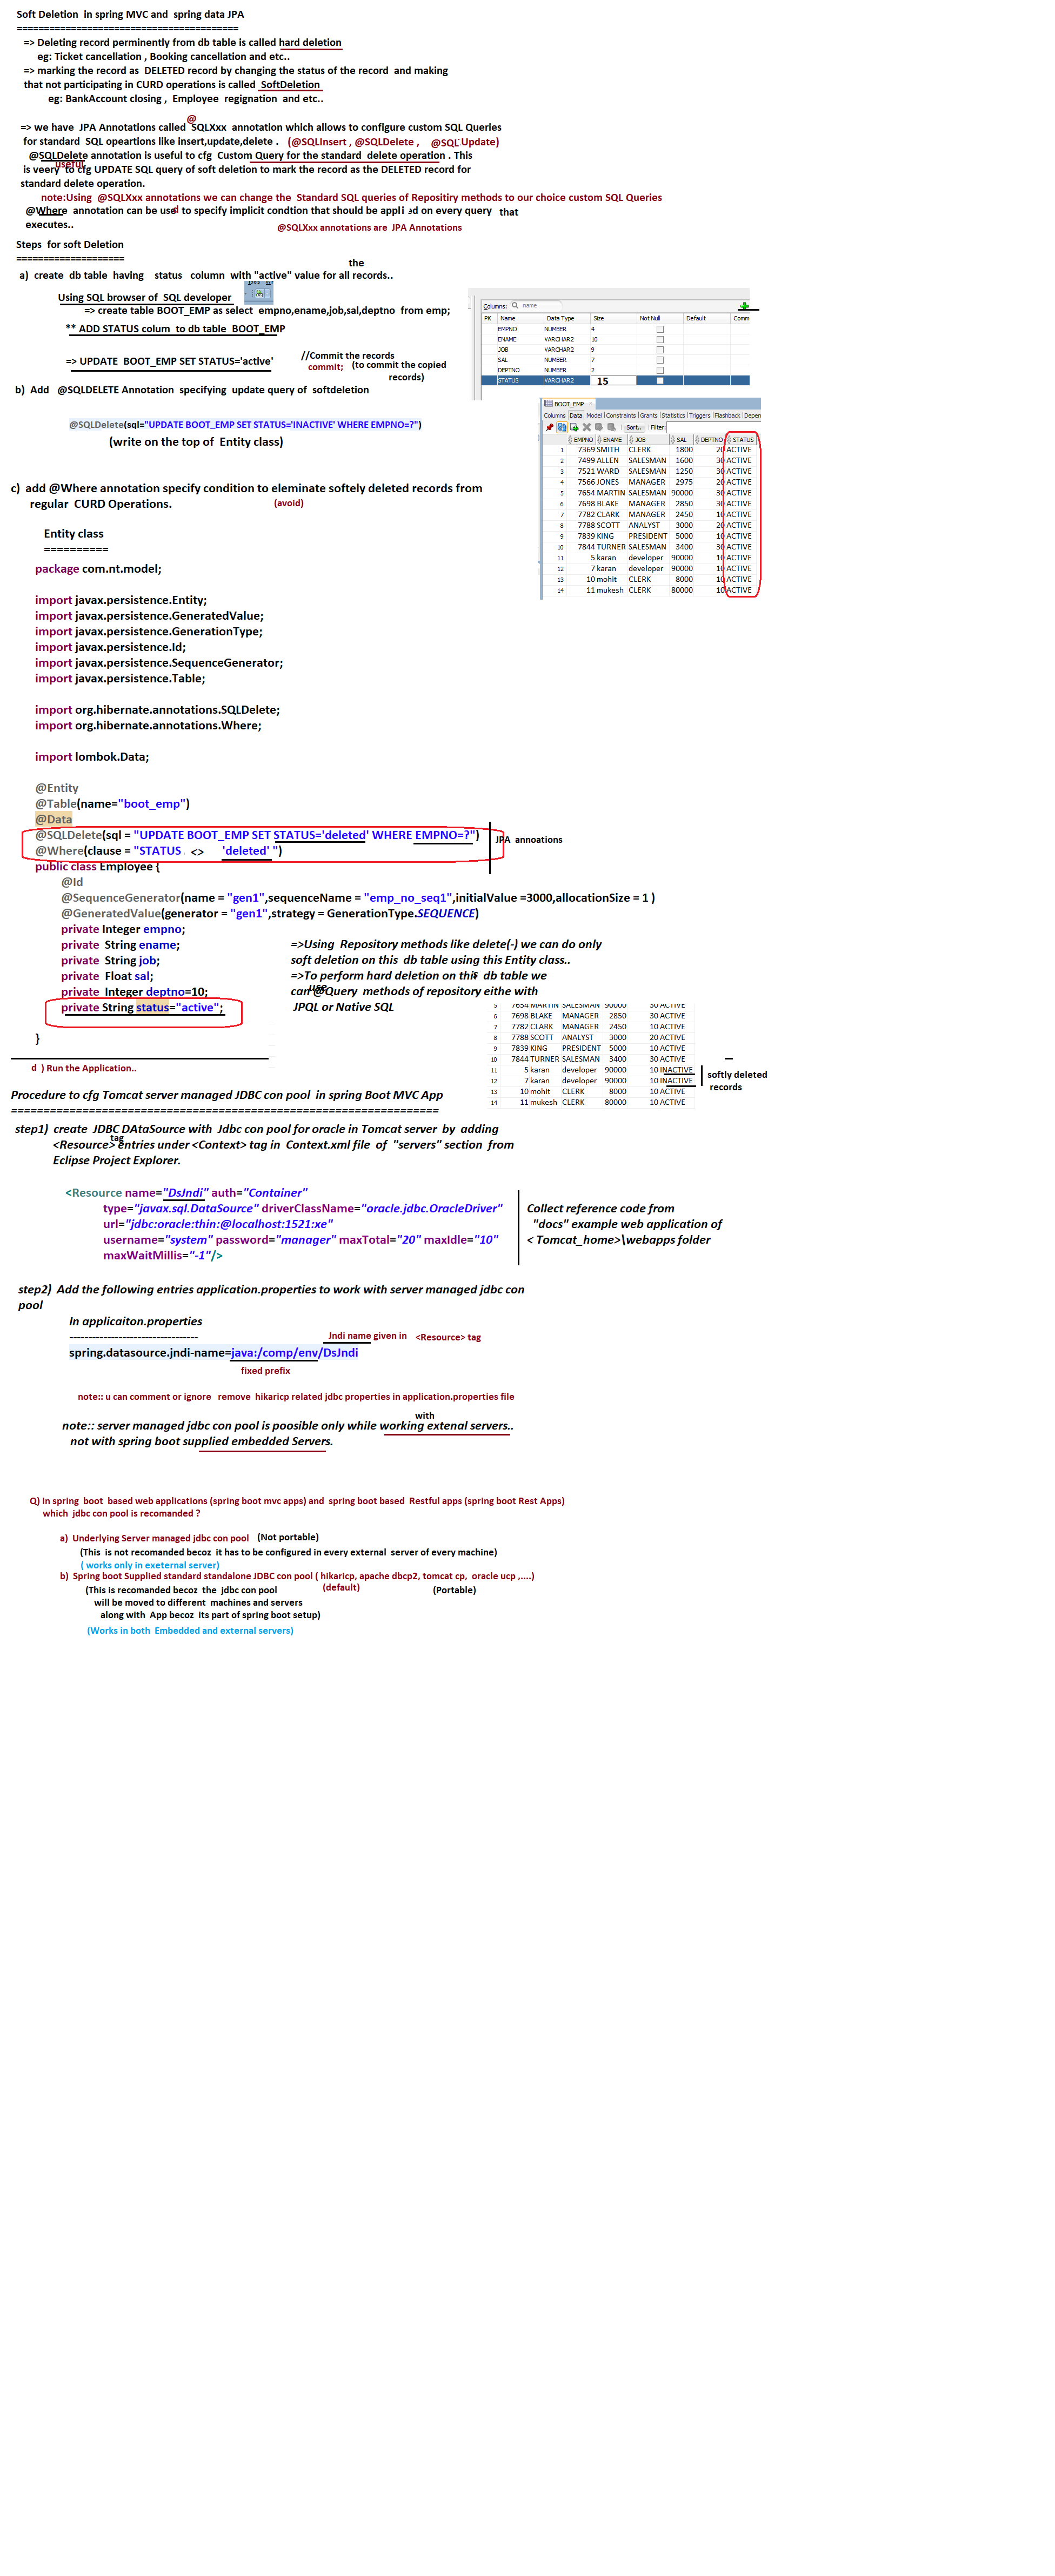 Soft Deletion in spring MVC and spring data JPA
=========================================
=> Deleting record perminently from db table is called hard deletion
eg: Ticket cancellation , Booking cancellation and etc..
=> marking the record as DELETED record by changing the status of the record and making
that not participating in CURD operations is called SoftDeletion
eg: BankAccount closing , Employee regignation and etc..
@
=> we have JPA Annotations called SQLXxx annotation which allows to configure custom SQL Queries
for standard SQL opeartions like insert,update,delete . (@SQLInsert , @SQLDelete , @SQLUpdate)
@SQLDelete annotation is useful to cfg Custom Query for the standard delete operation . This
useful
is veery to cfg UPDATE SQL query of soft deletion to mark the record as the DELETED record for
standard delete operation.
note:Using @SQLXxx annotations we can change the Standard SQL queries of Repositiry methods to our choice custom SQL Queries
@Where annotation can be used to specify implicit condtion that should be applied on every query that
executes..
@SQLXxx annotations are JPA Annotations
Steps for soft Deletion
====================
the
a) create db table having status column with "active" value for all records..
Using SQL browser of SQL developer
=> create table BOOT_EMP as select empno,ename,job,sal,deptno from emp;
** ADD STATUS colum to db table BOOT_EMP
=> UPDATE BOOT_EMP SET STATUS='active'
//Commit the records
commit; (to commit the copied
records)
Columns: name
PK Name Data Type Size Not Null Default Comm
EMPNO NUMBER 4
ENAME VARCHAR2 10
JOB VARCHAR2 9
SAL NUMBER 7
DEPTNO NUMBER 2
STATUS VARCHAR2 15
b) Add @SQLDELETE Annotation specifying update query of softdeletion
@SQLDelete(sql="UPDATE BOOT_EMP SET STATUS='INACTIVE' WHERE EMPNO=?")
(write on the top of Entity class)
BOOT_EMP
Columns Data Model Constraints Grants Statistics Triggers Flashback Deper
Sort.. Filter:
EMPNO ENAME JOB SAL DEPTNO STATUS
1 7369 SMITH CLERK 1800 20 ACTIVE
2 7499 ALLEN SALESMAN 1600 30 ACTIVE
3 7521 WARD SALESMAN 1250 30 ACTIVE
4 7566 JONES MANAGER 2975 20 ACTIVE
5 7654 MARTIN SALESMAN 90000 30 ACTIVE
6 7698 BLAKE MANAGER 2850 30 ACTIVE
7 7782 CLARK MANAGER 2450 10 ACTIVE
8 7788 SCOTT ANALYST 3000 20 ACTIVE
9 7839 KING PRESIDENT 5000 10 ACTIVE
10 7844 TURNER SALESMAN 3400 30 ACTIVE
11 5 karan developer 90000 10 ACTIVE
12 7 karan developer 90000 10 ACTIVE
13 10 mohit CLERK 8000 10 ACTIVE
14 11 mukesh CLERK 80000 10 ACTIVE
c) add @Where annotation specify condition to eleminate softely deleted records from
regular CURD Operations.
(avoid)
Entity class
==========
package com.nt.model;
import javax.persistence.Entity;
import javax.persistence.GeneratedValue;
import javax.persistence.GenerationType;
import javax.persistence.Id;
import javax.persistence.SequenceGenerator;
import javax.persistence.Table;
import org.hibernate.annotations.SQLDelete;
import org.hibernate.annotations.Where;
import lombok.Data;
@Entity
@Table(name="boot_emp")
@Data
@SQLDelete(sql = "UPDATE BOOT_EMP SET STATUS='deleted' WHERE EMPNO=?")
@Where(clause = "STATUS <> 'deleted' ")
JPA annoations
public class Employee {
@Id
@SequenceGenerator(name = "gen1",sequenceName = "emp_no_seq1",initialValue =3000,allocationSize = 1 )
@GeneratedValue(generator = "gen1",strategy = GenerationType.SEQUENCE)
private Integer empno;
private String ename;
private String job;
private Float sal;
private Integer deptno=10;
private String status="active";
}
=>Using Repository methods like delete(-) we can do only
soft deletion on this db table using this Entity class..
=>To perform hard deletion on this db table we
use
can @Query methods of repository eithe with
JPQL or Native SQL
5 7654 MARTIN SALESMAN 90000 30 ACTIVE
6 7698 BLAKE MANAGER 2850 30 ACTIVE
7 7782 CLARK MANAGER 2450 10 ACTIVE
8 7788 SCOTT ANALYST 3000 20 ACTIVE
9 7839 KING PRESIDENT 5000 10 ACTIVE
10 7844 TURNER SALESMAN 3400 30 ACTIVE
11 5 karan developer 90000 10 INACTIVE
12 7 karan developer 90000 10 INACTIVE
13 10 mohit CLERK 8000 10 ACTIVE
14 11 mukesh CLERK 80000 10 ACTIVE
softly deleted
records
d ) Run the Application..
Procedure to cfg Tomcat server managed JDBC con pool in spring Boot MVC App
==================================================================
step1) create JDBC DAtaSource with Jdbc con pool for oracle in Tomcat server by adding
tag
<Resource> entries under <Context> tag in Context.xml file of "servers" section from
Eclipse Project Explorer.
<Resource name="DsJndi" auth="Container"
type="javax.sql.DataSource" driverClassName="oracle.jdbc.OracleDriver"
url="jdbc:oracle:thin:@localhost:1521:xe"
username="system" password="manager" maxTotal="20" maxIdle="10"
maxWaitMillis="-1"/>
Collect reference code from
"docs" example web application of
< Tomcat_home>\webapps folder
step2) Add the following entries application.properties to work with server managed jdbc con
pool
In applicaiton.properties
----------------------------------
Jndi name given in <Resource> tag
spring.datasource.jndi-name=java:/comp/env/DsJndi
fixed prefix
note:: u can comment or ignore remove hikaricp related jdbc properties in application.properties file
with
note:: server managed jdbc con pool is poosible only while working extenal servers..
not with spring boot supplied embedded Servers.
Q) In spring boot based web applications (spring boot mvc apps) and spring boot based Restful apps (spring boot Rest Apps)
which jdbc con pool is recomanded ?
a) Underlying Server managed jdbc con pool (Not portable)
(This is not recomanded becoz it has to be configured in every external server of every machine)
( works only in exeternal server)
b) Spring boot Supplied standard standalone JDBC con pool ( hikaricp, apache dbcp2, tomcat cp, oracle ucp ,....)
(This is recomanded becoz the jdbc con pool (default) (Portable)
will be moved to different machines and servers
along with App becoz its part of spring boot setup)
(Works in both Embedded and external servers)